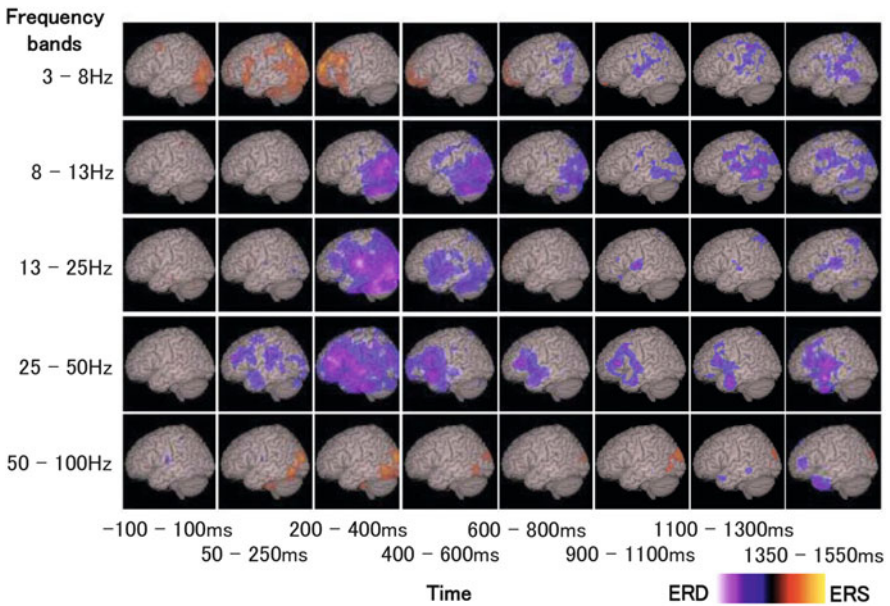 Frequency
bands
3 – 8Hz
8 – 13Hz
13 – 25Hz
25 – 50Hz
50 – 100Hz
-100 – 100ms
200 – 400ms
600 – 800ms
1100 – 1300ms
50 – 250ms
400 – 600ms
900 – 1100ms
1350 – 1550ms
Time
ERD
ERS